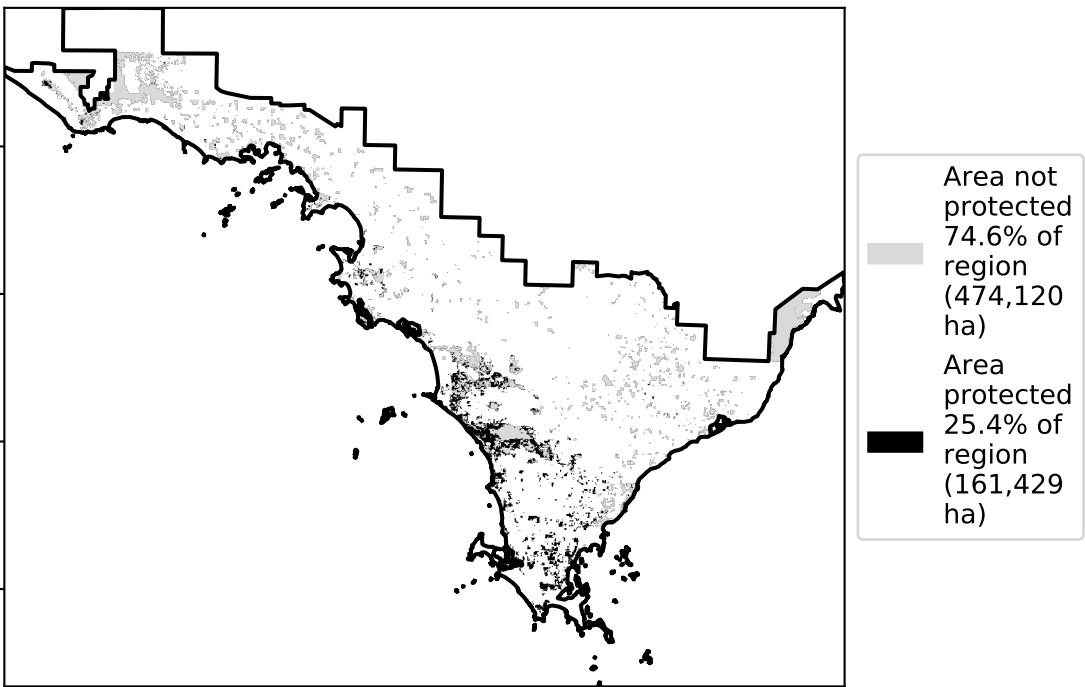 Area not
protected
74.6% of
region
(474,120
ha)
Area
protected
25.4% of
region
(161,429
ha)